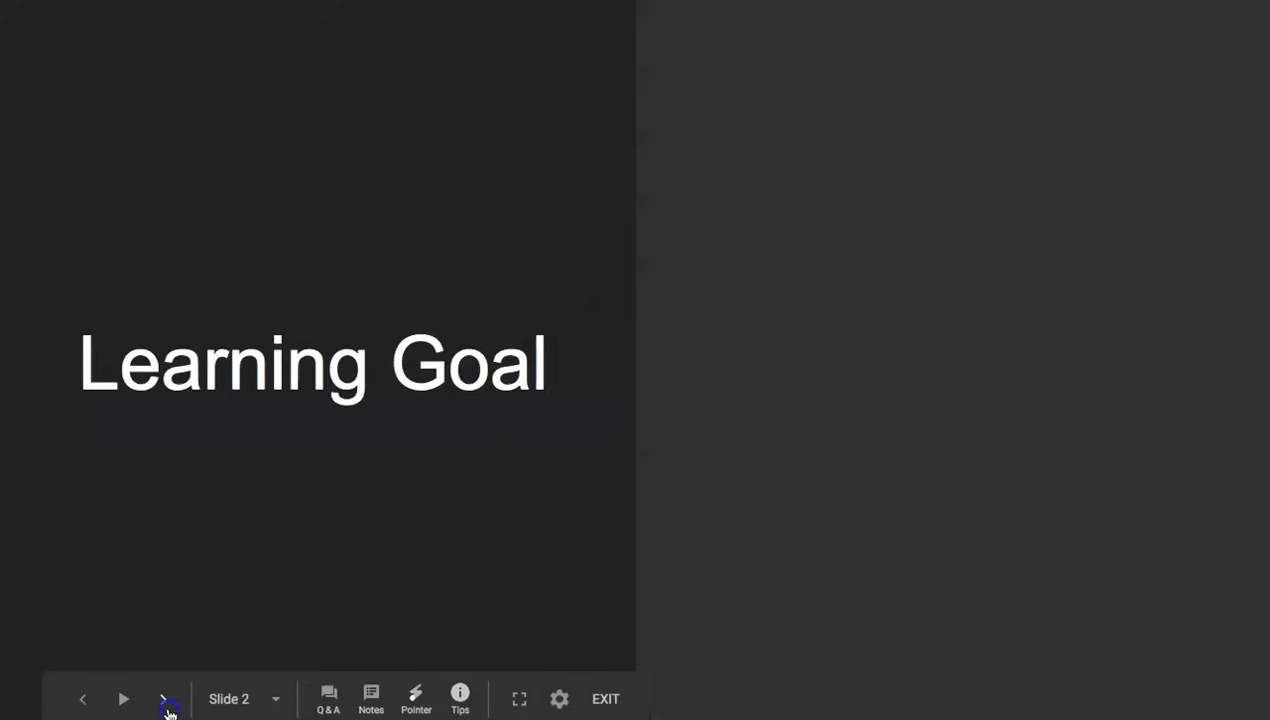 Learning Goal
Slide 2
Q & A
Notes
Pointer
Tips
EXIT